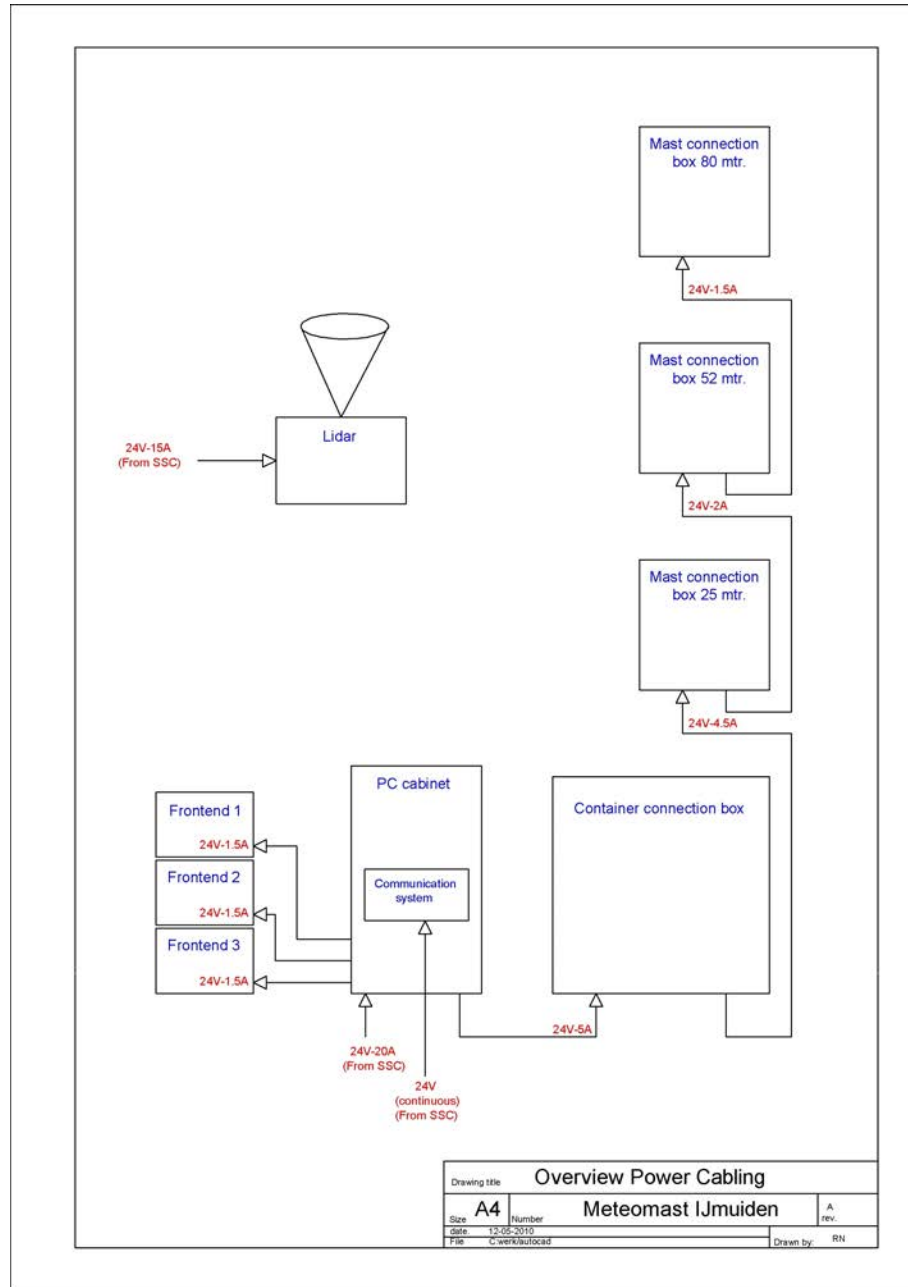 Mast connection
box 80 mtr.
24V-1.5A
Mast connection
box 52 mtr.
Lidar
24V-15A
(From SSC)
24V-2A
Mast connection
box 25 mtr.
24V-4.5A
PC cabinet
Container connection box
Frontend 1
24V-1.5A
Frontend 2
24V-1.5A
Frontend 3
24V-1.5A
Communication
system
24V-5A
24V-20A
(From SSC)
24V
(continuous)
(From SSC)
Drawing title Overview Power Cabling
Size A4 Number Meteomast IJmuiden A rev.
date. 12-05-2010
File C:werk/autocad Drawn by: RN